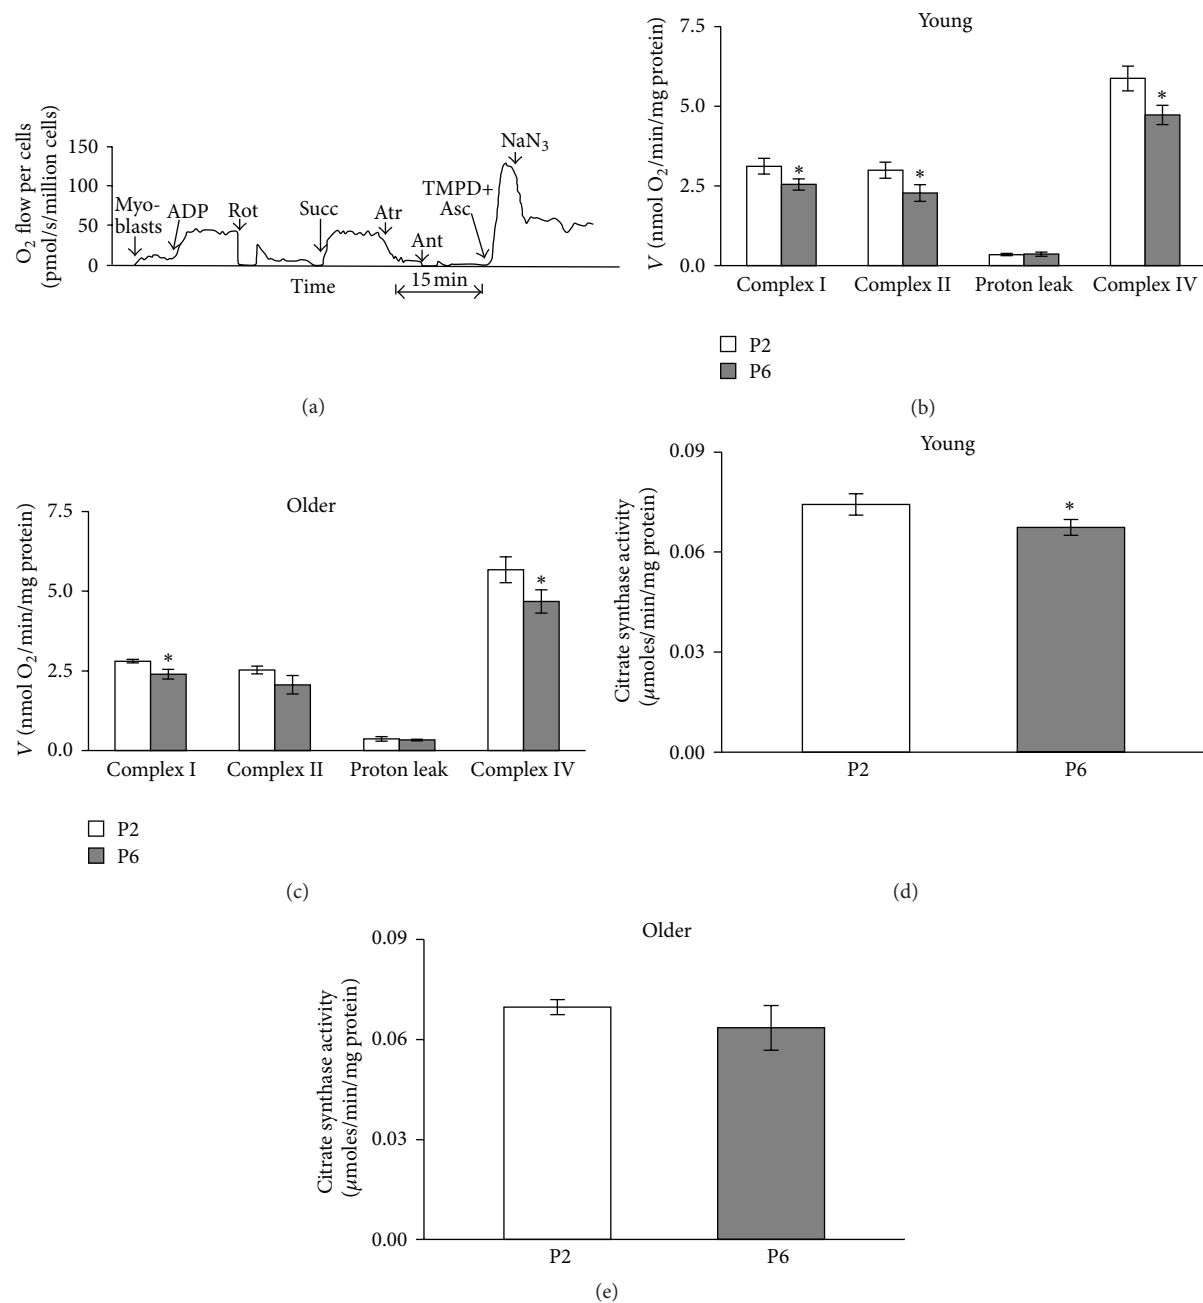 O₂ flow per cells
(pmol/s/million cells)
150
100
50
0
Myo-
blasts
ADP
Rot
Succ
Atr
Ant
TMPD+
Asc
NaN₃
Time
15 min
(a)
Young
V (nmol O₂/min/mg protein)
7.5
5.0
2.5
0.0
*
*
*
Complex I
Complex II
Proton leak
Complex IV
P2
P6
(b)
Older
V (nmol O₂/min/mg protein)
7.5
5.0
2.5
0.0
*
*
Complex I
Complex II
Proton leak
Complex IV
P2
P6
(c)
Young
Citrate synthase activity
(μmoles/min/mg protein)
0.09
0.06
0.03
0.00
*
P2
P6
(d)
Older
Citrate synthase activity
(μmoles/min/mg protein)
0.09
0.06
0.03
0.00
P2
P6
(e)